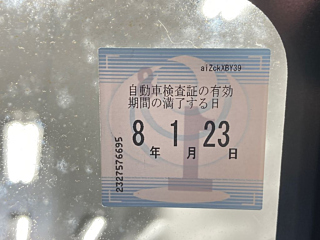 aIZckXBY39
自動車検査証の有効
期間の満了する日
8 1 23
年 月 日
2327576695